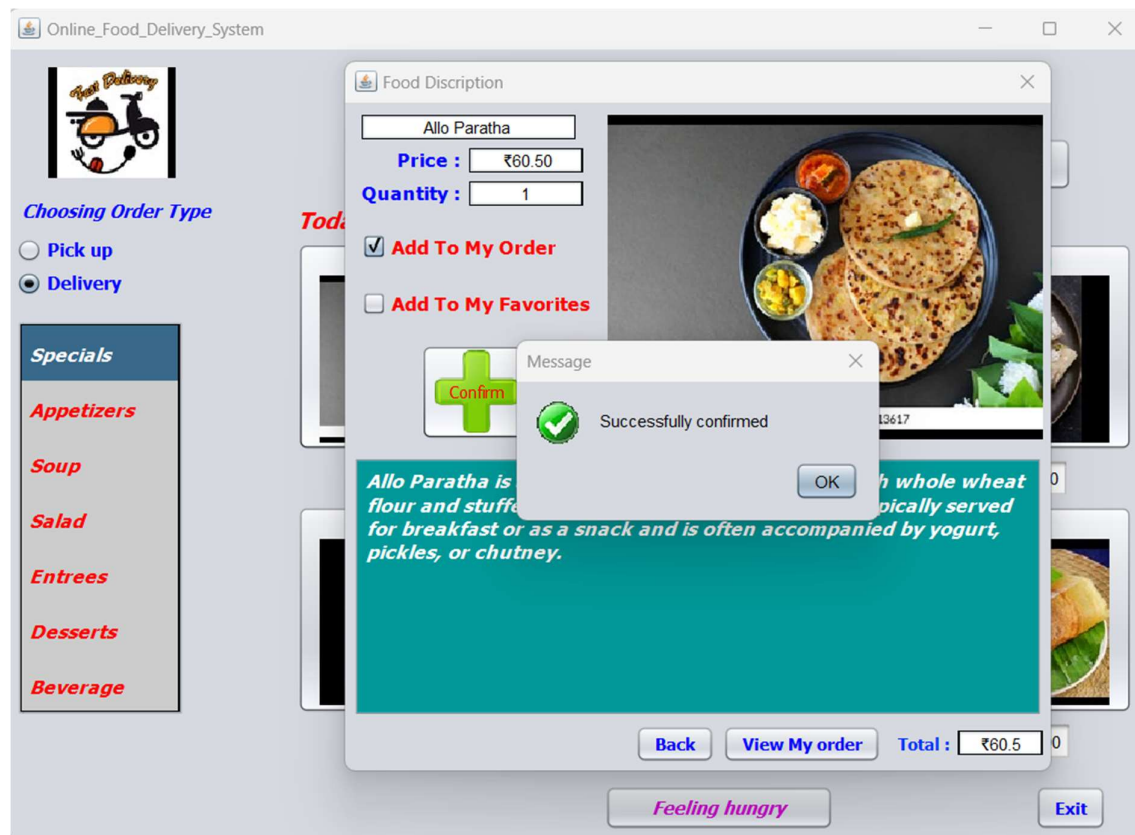 Online_Food_Delivery_System
Fast Delivery
Choosing Order Type
Pick up
Delivery
Specials
Appetizers
Soup
Salad
Entrees
Desserts
Beverage
Food Discription
Allo Paratha
Price : ₹60.50
Quantity : 1
Add To My Order
Add To My Favorites
Confirm
13617
Message
Successfully confirmed
OK
Allo Paratha is h whole wheat
flour and stuffe pically served
for breakfast or as a snack and is often accompanied by yogurt,
pickles, or chutney.
Back
View My order
Total : ₹60.5
0
0
Feeling hungry
Exit